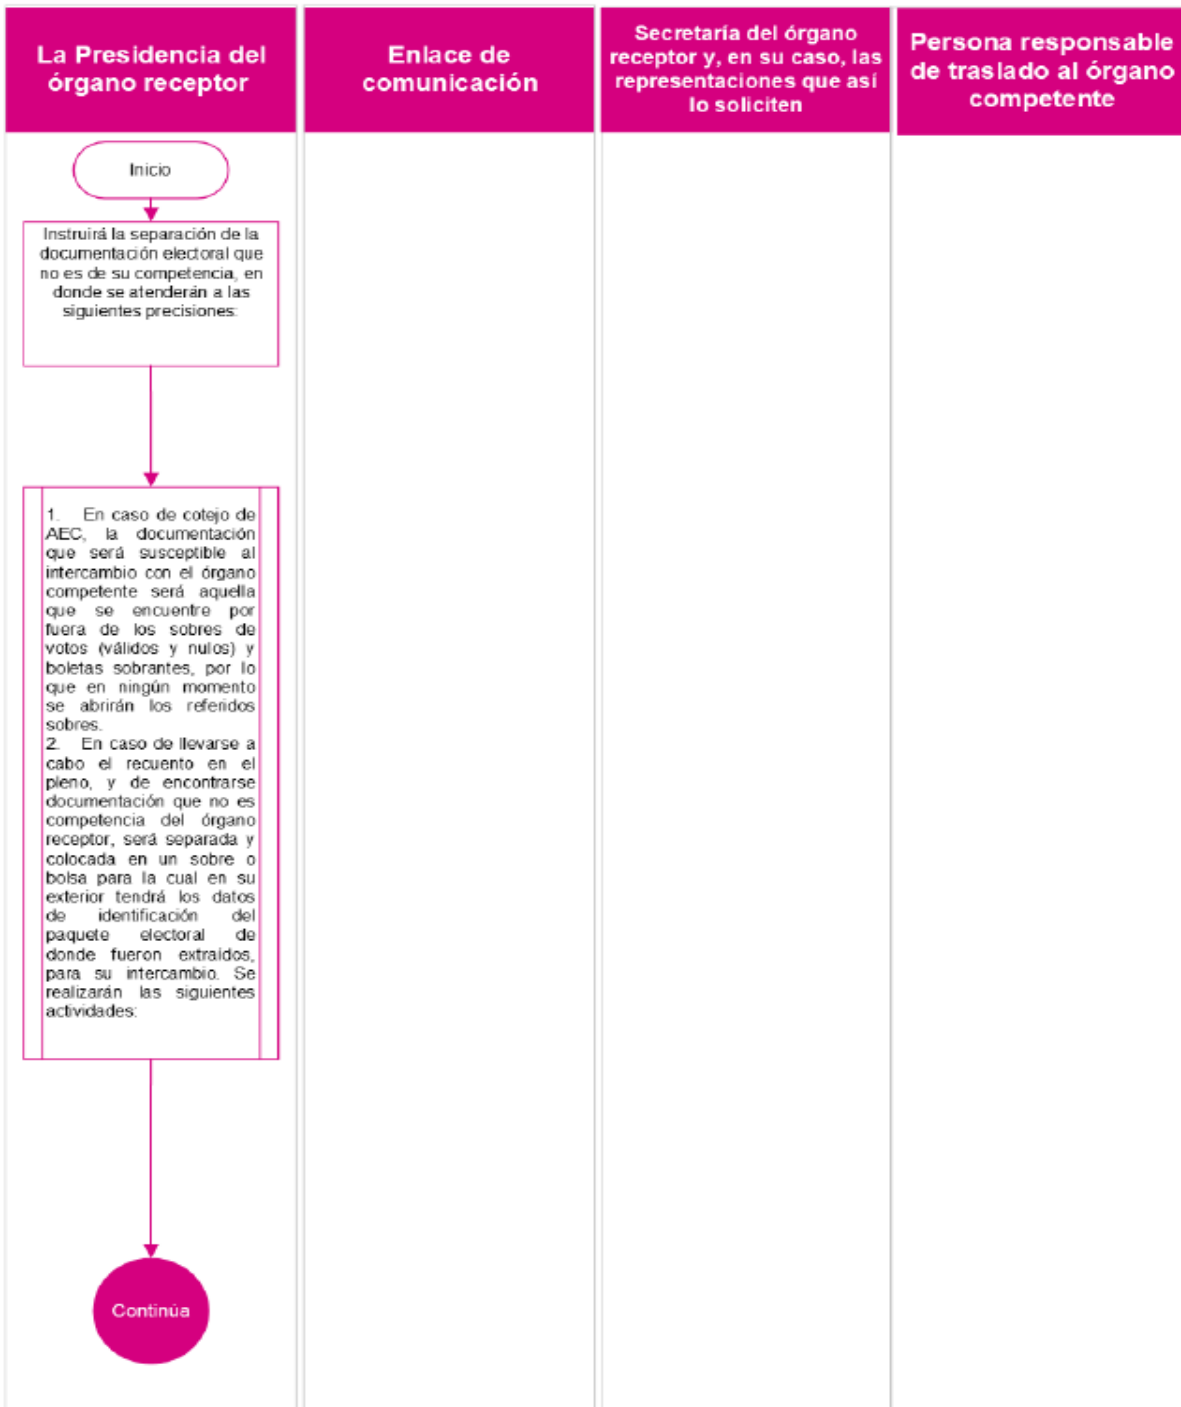 La Presidencia del
órgano receptor
Enlace de
comunicación
Secretaría del órgano
receptor y, en su caso, las
representaciones que así
lo soliciten
Persona responsable
de traslado al órgano
competente
Inicio
Instruirá la separación de la
documentación electoral que
no es de su competencia, en
donde se atenderán a las
siguientes precisiones:
1. En caso de cotejo de
AEC, la documentación
que será susceptible al
intercambio con el órgano
competente será aquella
que se encuentre por
fuera de los sobres de
votos (válidos y nulos) y
boletas sobrantes, por lo
que en ningún momento
se abrirán los referidos
sobres.
2. En caso de llevarse a
cabo el recuento en el
pleno, y de encontrarse
documentación que no es
competencia del órgano
receptor, será separada y
colocada en un sobre o
bolsa para la cual en su
exterior tendrá los datos
de identificación del
paquete electoral de
donde fueron extraídos,
para su intercambio. Se
realizarán las siguientes
actividades:
Continúa